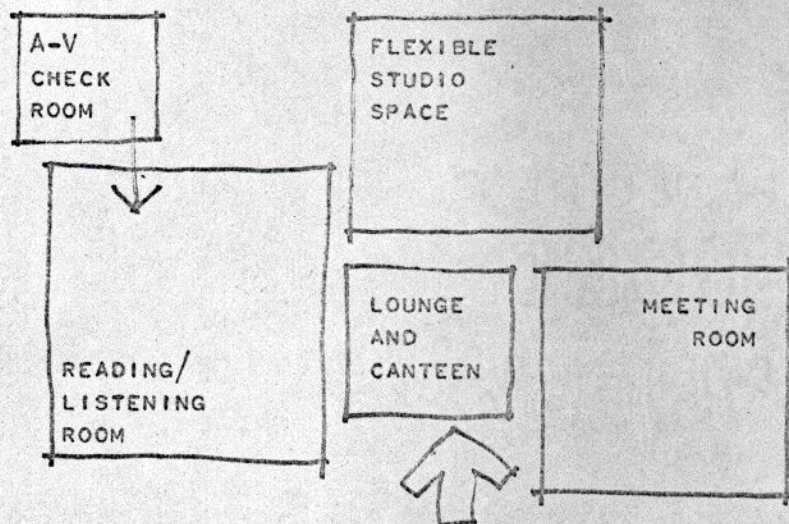 A-V
CHECK
ROOM
FLEXIBLE
STUDIO
SPACE
READING/
LISTENING
ROOM
LOUNGE
AND
CANTEEN
MEETING
ROOM